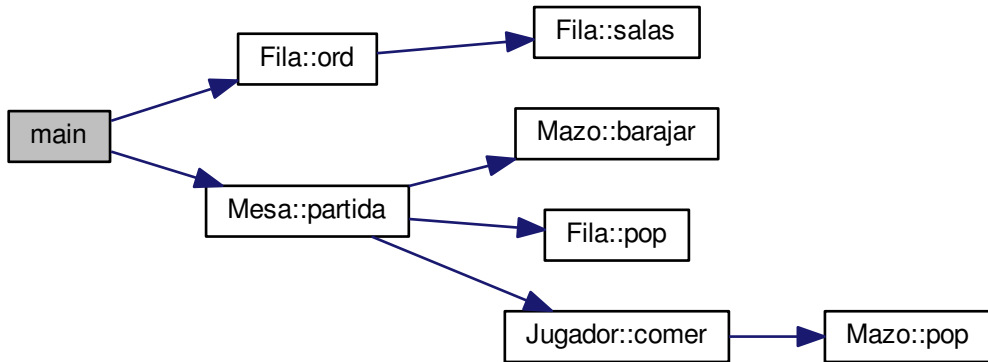 Fila::salas
Fila::ord
Mazo::barajar
main
Mesa::partida
Fila::pop
Jugador::comer
Mazo::pop